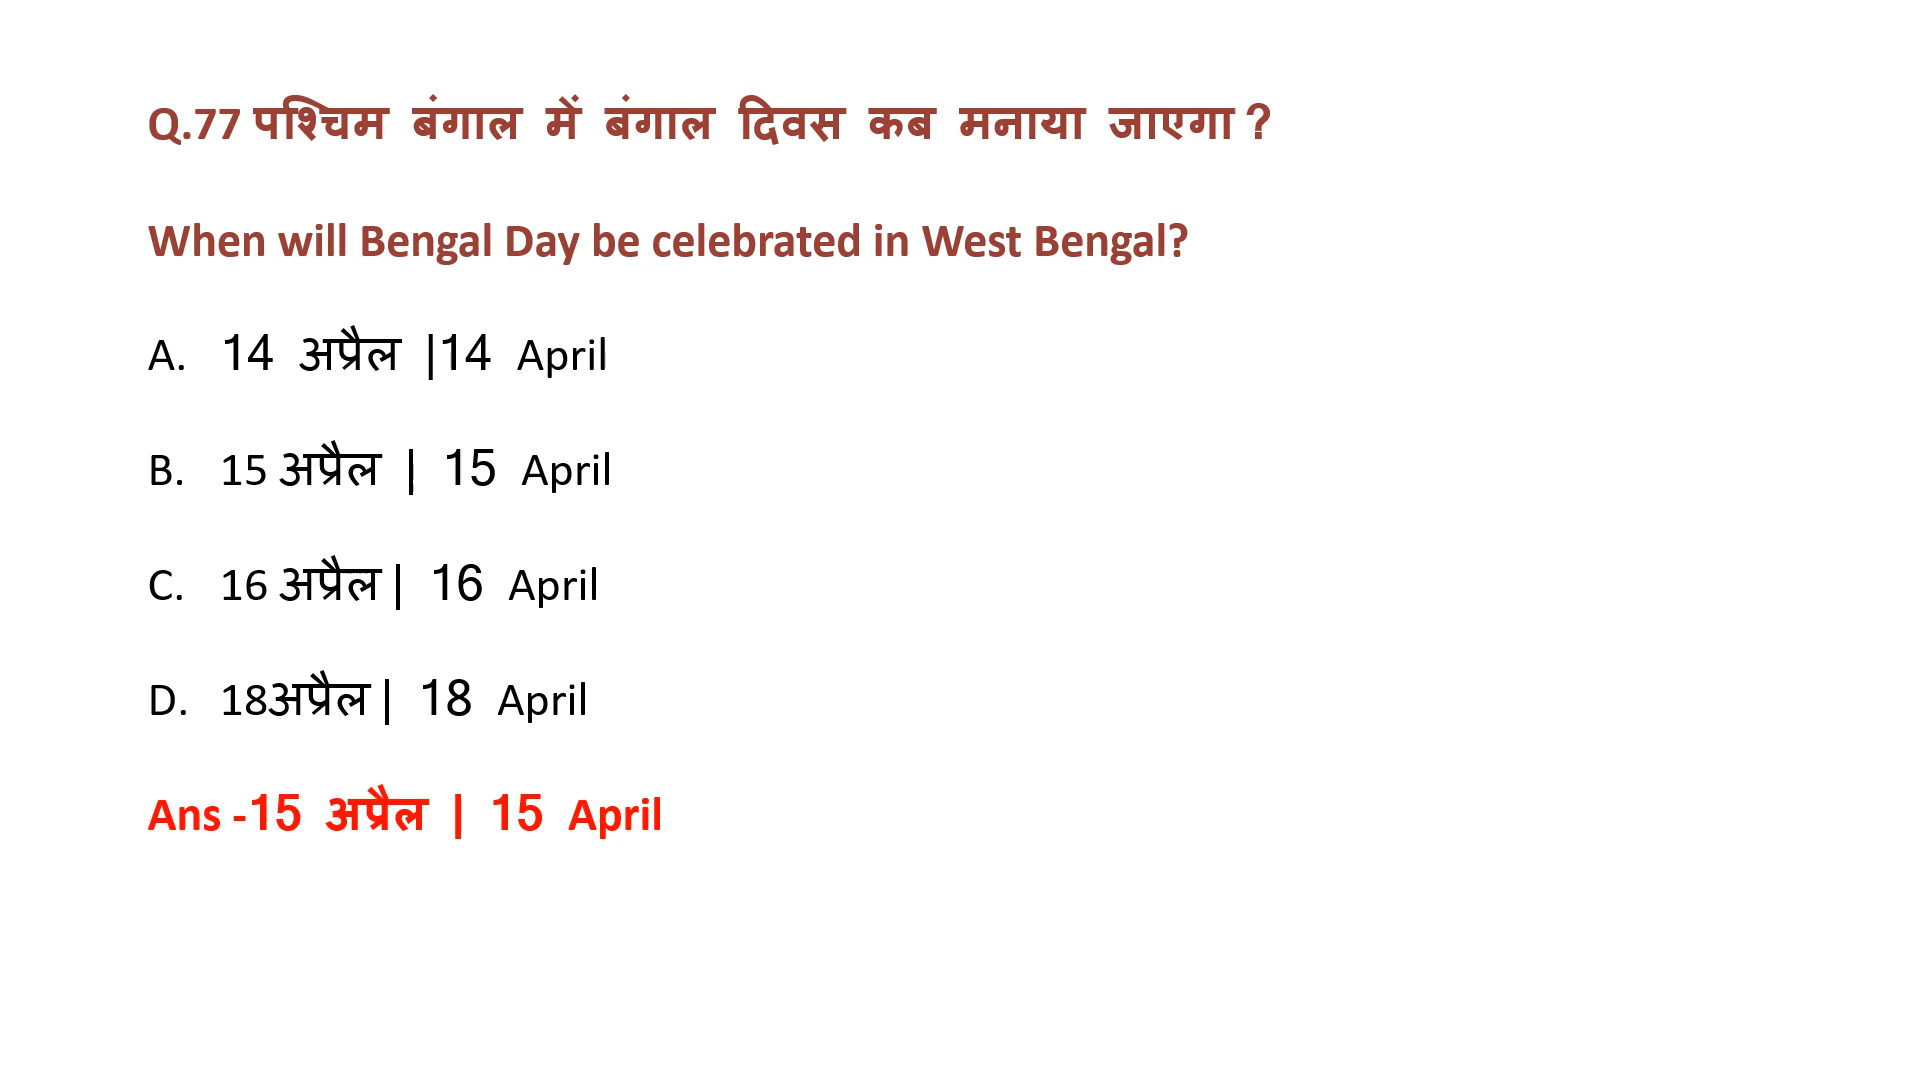 Q.77 पश्चिम बंगाल में बंगाल दिवस कब मनाया जाएगा ?
When will Bengal Day be celebrated in West Bengal?
A. 14 अप्रैल |14 April
B. 15 अप्रैल | 15 April
C. 16 अप्रैल | 16 April
D. 18अप्रैल | 18 April
Ans -15 अप्रैल | 15 April